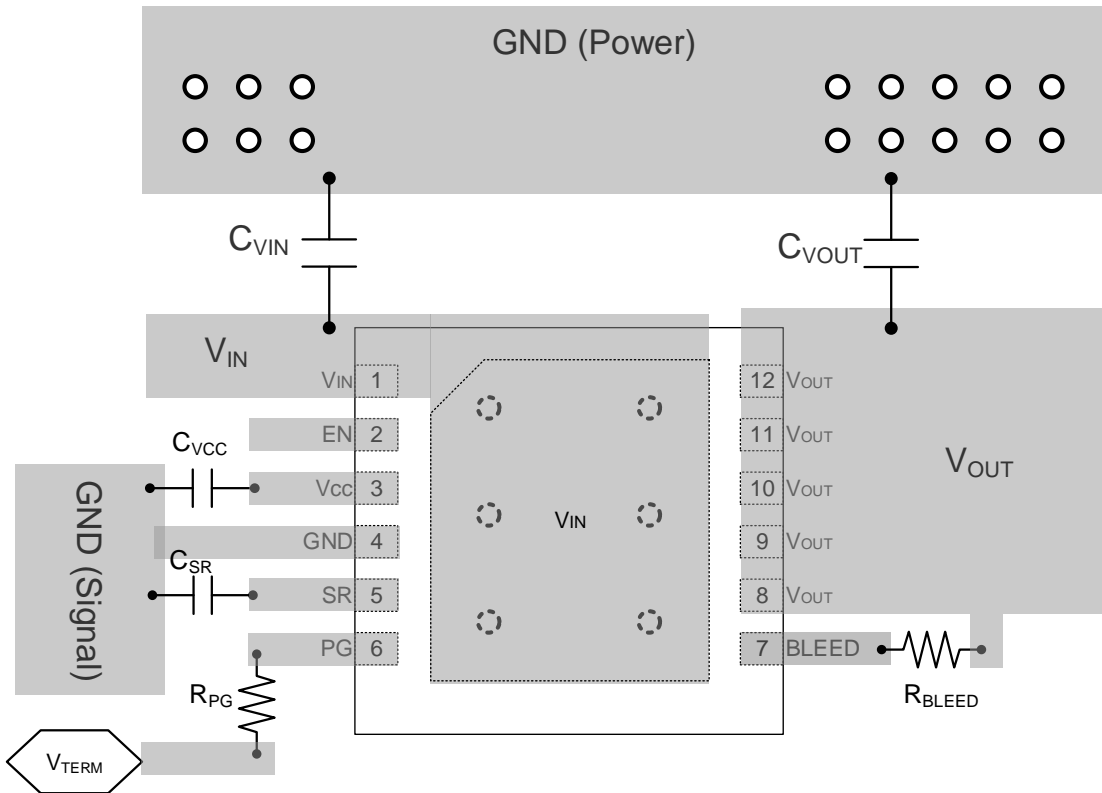 GND (Power)
CVIN
CVOUT
VIN
VIN 1
12 VOUT
EN 2
11 VOUT
CVCC
VCC 3
10 VOUT
VOUT
GND (Signal)
VIN
GND 4
9 VOUT
CSR
SR 5
8 VOUT
PG 6
7 BLEED
RPG
RBLEED
VTERM